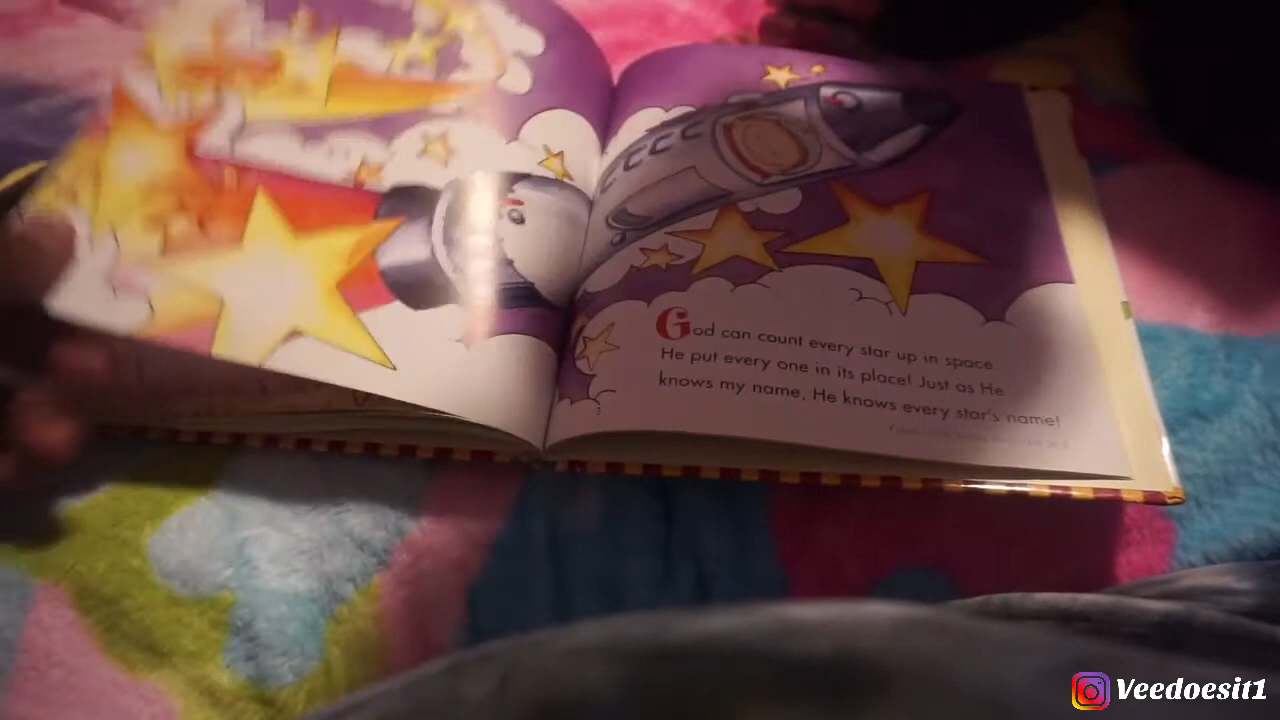 God can count every star up in space
He put every one in its place! Just as He
knows my name, He knows every star's name!
Veedoesit1